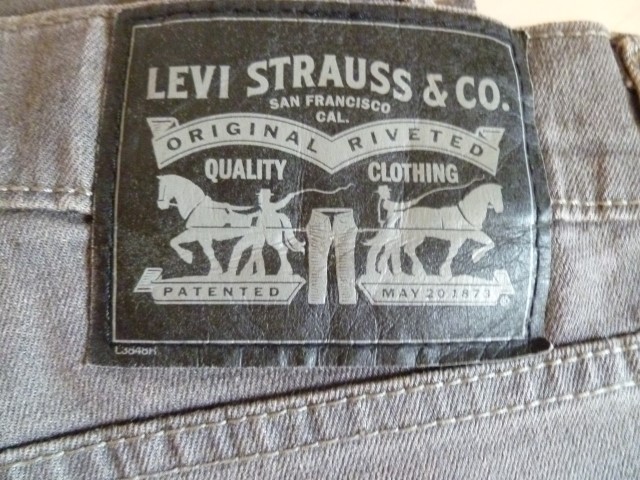 LEVI STRAUSS & CO.
SAN FRANCISCO
CAL.
ORIGINAL RIVETED
QUALITY CLOTHING
PATENTED MAY 20 1873